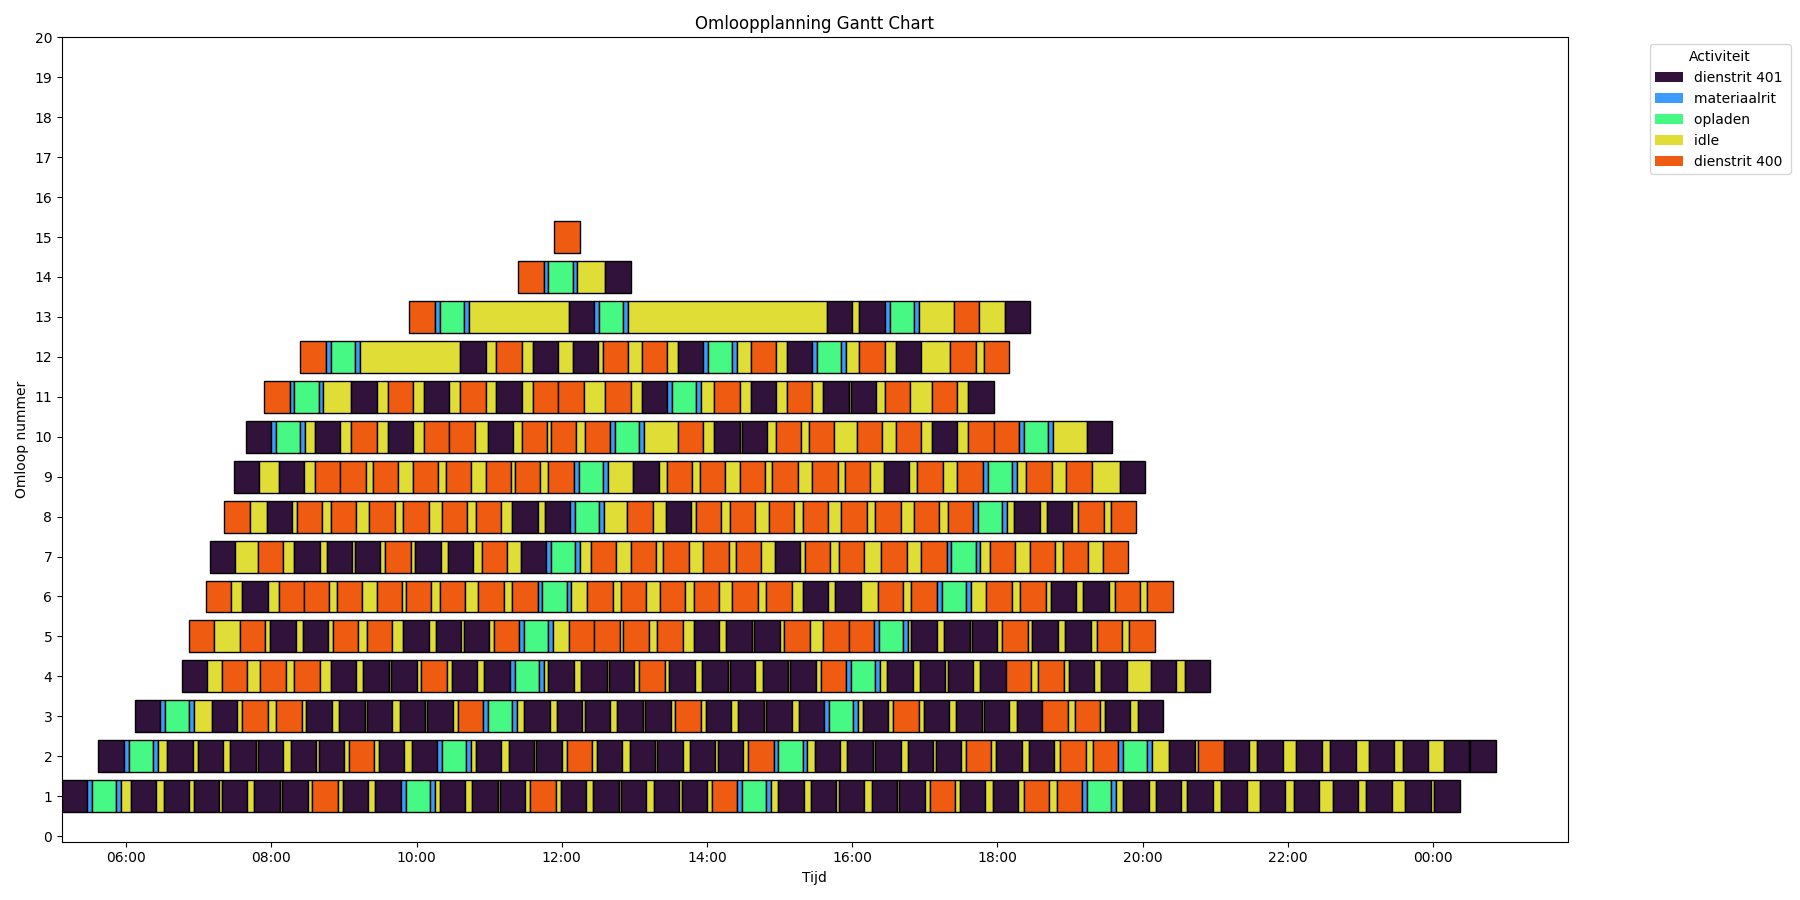 Omloopplanning Gantt Chart
Activiteit
dienstrit 401
materiaalrit
opladen
idle
dienstrit 400
Omloop nummer
20
19
18
17
16
15
14
13
12
11
10
9
8
7
6
5
4
3
2
1
0
06:00 08:00 10:00 12:00 14:00 16:00 18:00 20:00 22:00 00:00
Tijd